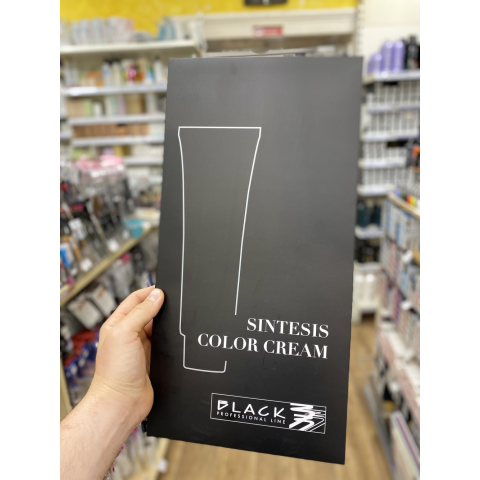 SINTESIS
COLOR CREAM
BLACK
PROFESSIONAL LINE